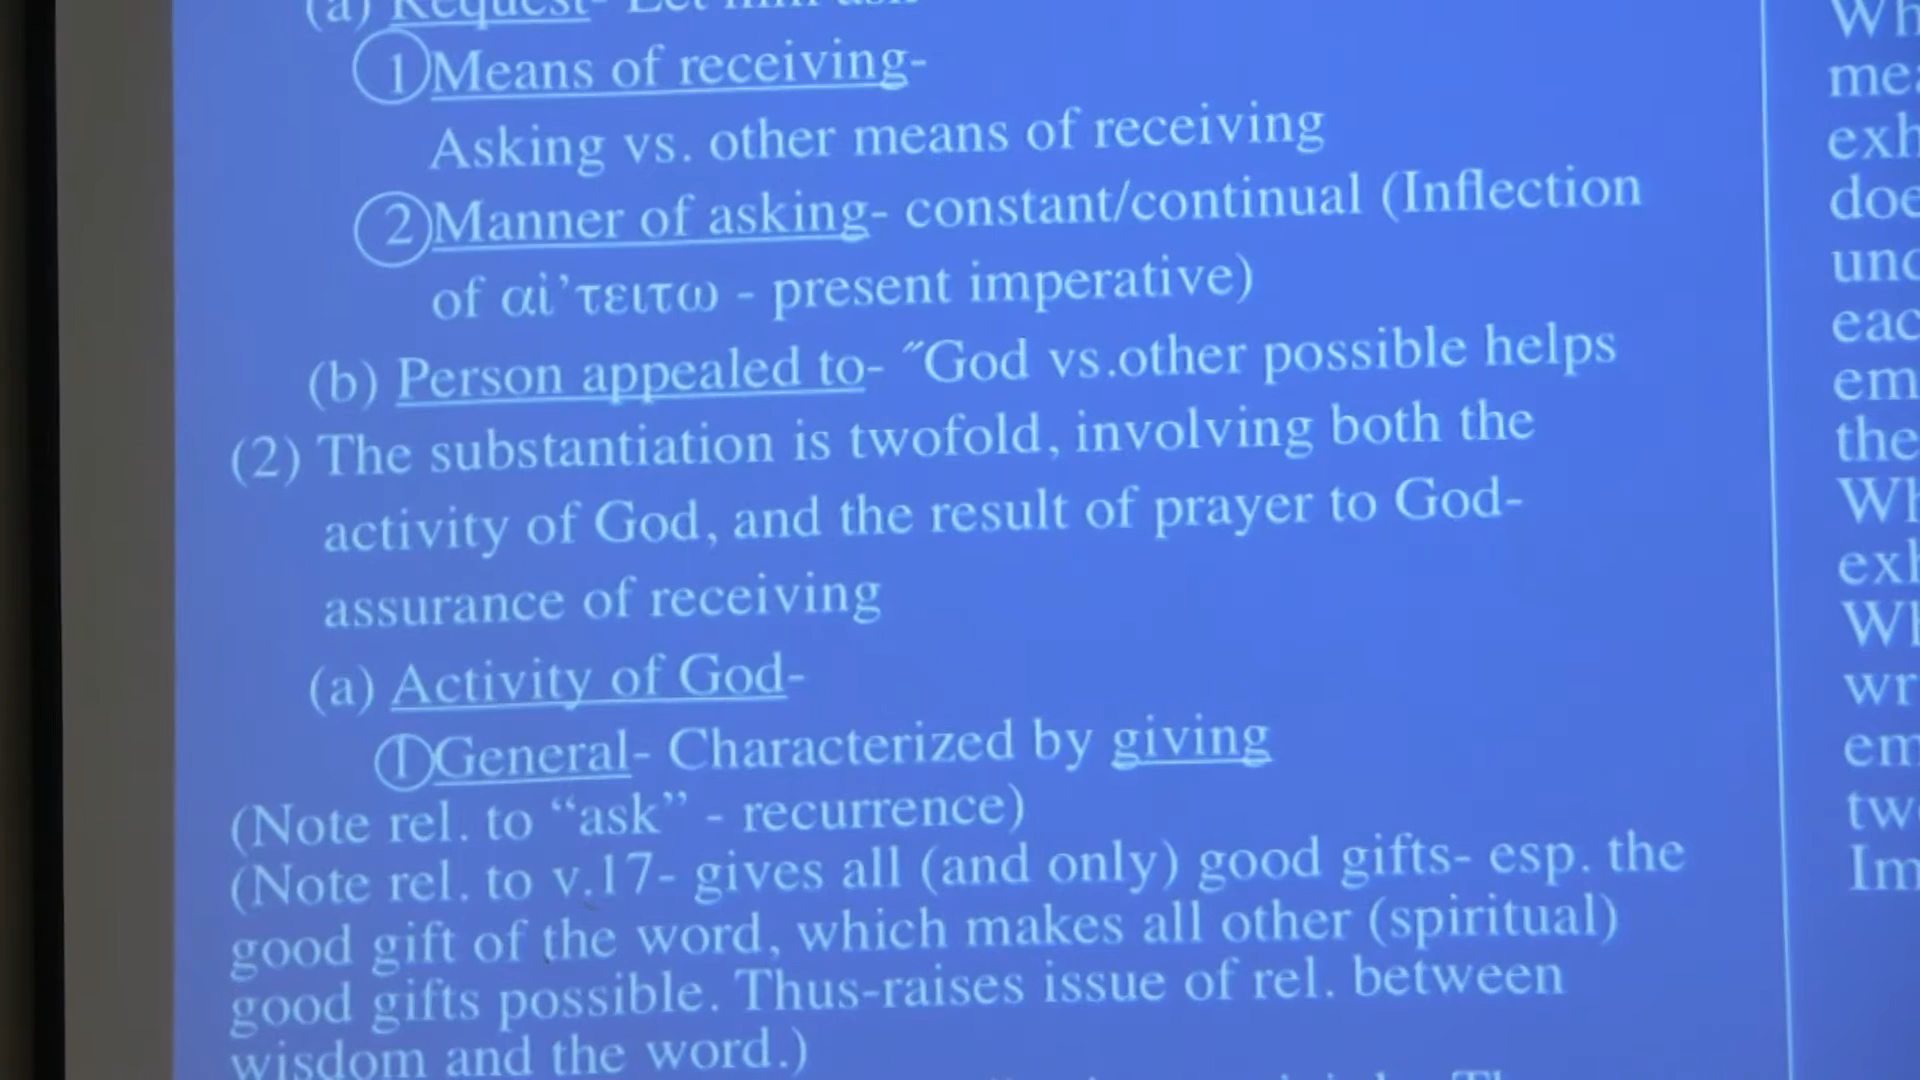 (a) Request- Let him ask
1 Means of receiving-
Asking vs. other means of receiving
2 Manner of asking- constant/continual (Inflection
of αἰ’τειτω - present imperative)
(b) Person appealed to- ˝God vs.other possible helps
(2) The substantiation is twofold, involving both the
activity of God, and the result of prayer to God-
assurance of receiving
(a) Activity of God-
1 General- Characterized by giving
(Note rel. to “ask” - recurrence)
(Note rel. to v.17- gives all (and only) good gifts- esp. the
good gift of the word, which makes all other (spiritual)
good gifts possible. Thus-raises issue of rel. between
wisdom and the word.)
the